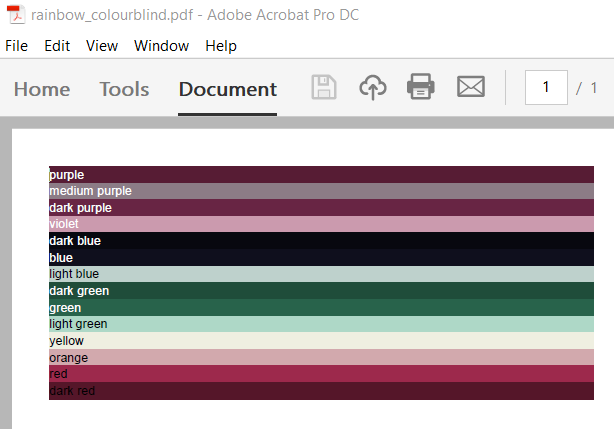 rainbow_colourblind.pdf - Adobe Acrobat Pro DC
File Edit View Window Help
Home Tools Document 1 / 1
purple
medium purple
dark purple
violet
dark blue
blue
light blue
dark green
green
light green
yellow
orange
red
dark red